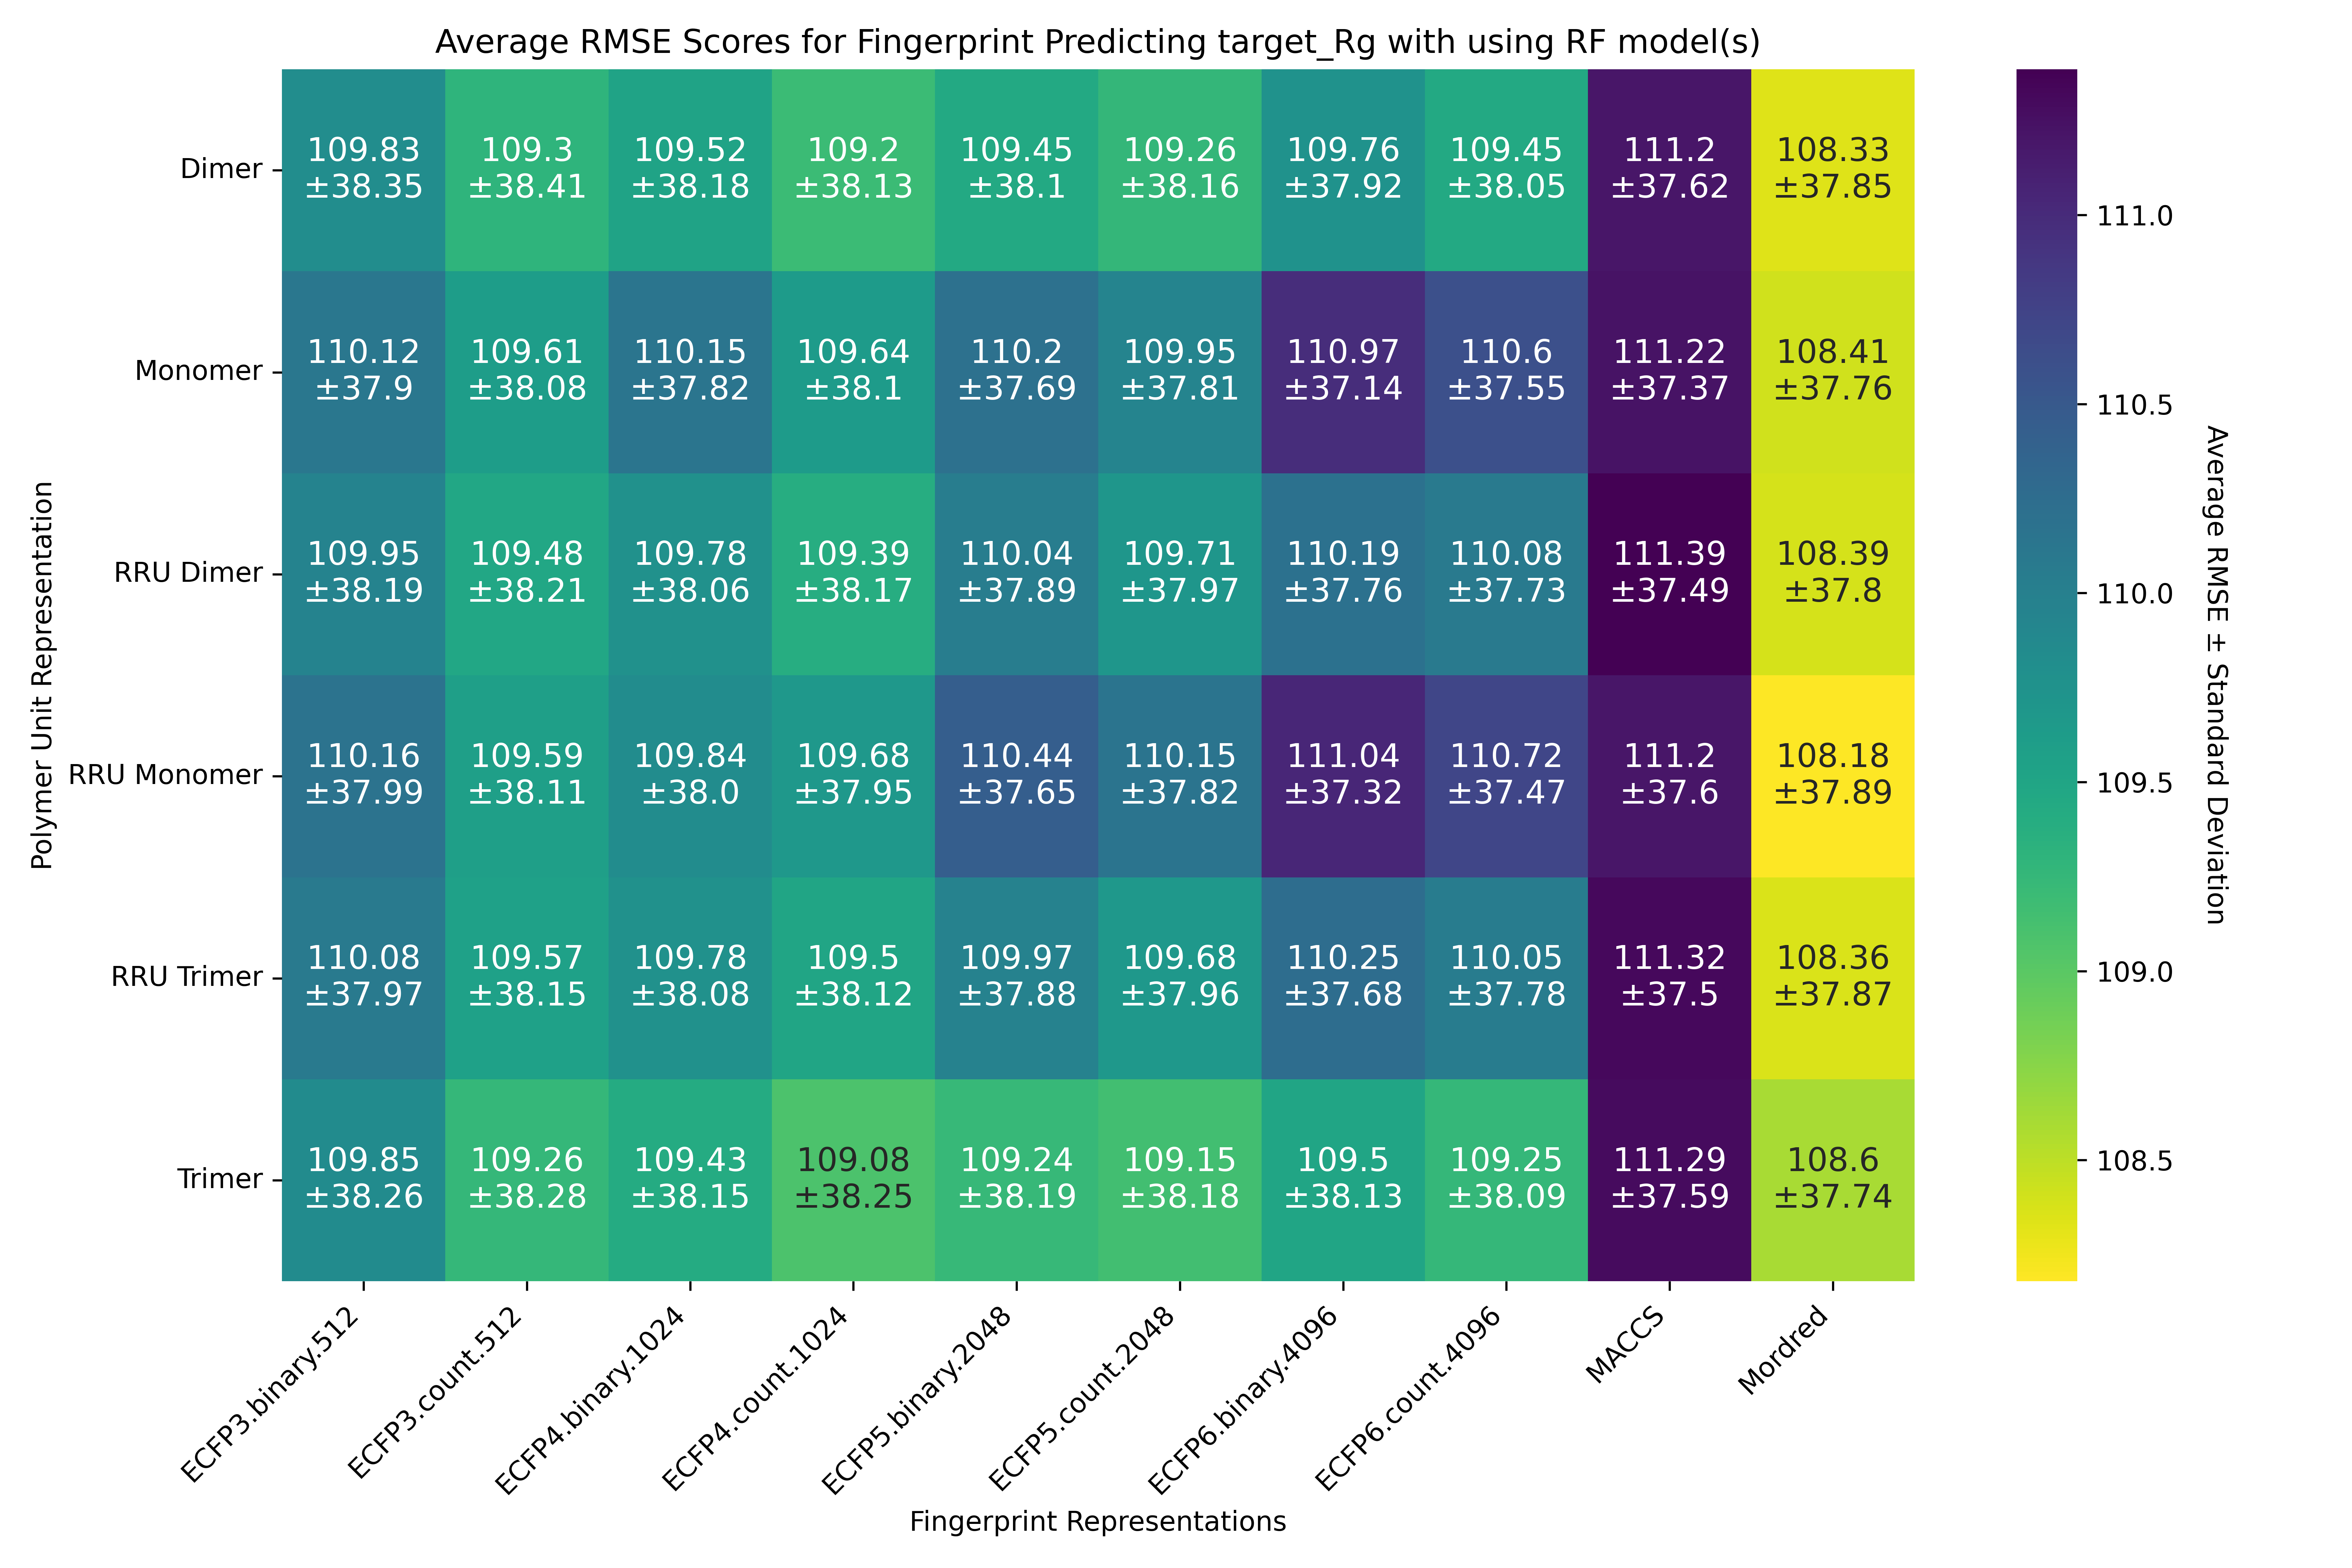 Average RMSE Scores for Fingerprint Predicting target_Rg with using RF model(s)
Polymer Unit Representation
Dimer
109.83 109.3 109.52 109.2 109.45 109.26 109.76 109.45 111.2 108.33
±38.35 ±38.41 ±38.18 ±38.13 ±38.1 ±38.16 ±37.92 ±38.05 ±37.62 ±37.85
Monomer
110.12 109.61 110.15 109.64 110.2 109.95 110.97 110.6 111.22 108.41
±37.9 ±38.08 ±37.82 ±38.1 ±37.69 ±37.81 ±37.14 ±37.55 ±37.37 ±37.76
RRU Dimer
109.95 109.48 109.78 109.39 110.04 109.71 110.19 110.08 111.39 108.39
±38.19 ±38.21 ±38.06 ±38.17 ±37.89 ±37.97 ±37.76 ±37.73 ±37.49 ±37.8
RRU Monomer
110.16 109.59 109.84 109.68 110.44 110.15 111.04 110.72 111.2 108.18
±37.99 ±38.11 ±38.0 ±37.95 ±37.65 ±37.82 ±37.32 ±37.47 ±37.6 ±37.89
RRU Trimer
110.08 109.57 109.78 109.5 109.97 109.68 110.25 110.05 111.32 108.36
±37.97 ±38.15 ±38.08 ±38.12 ±37.88 ±37.96 ±37.68 ±37.78 ±37.5 ±37.87
Trimer
109.85 109.26 109.43 109.08 109.24 109.15 109.5 109.25 111.29 108.6
±38.26 ±38.28 ±38.15 ±38.25 ±38.19 ±38.18 ±38.13 ±38.09 ±37.59 ±37.74
ECFP3.binary.512
ECFP3.count.512
ECFP4.binary.1024
ECFP4.count.1024
ECFP5.binary.2048
ECFP5.count.2048
ECFP6.binary.4096
ECFP6.count.4096
MACCS
Mordred
Fingerprint Representations
111.0
110.5
110.0
109.5
109.0
108.5
Average RMSE ± Standard Deviation